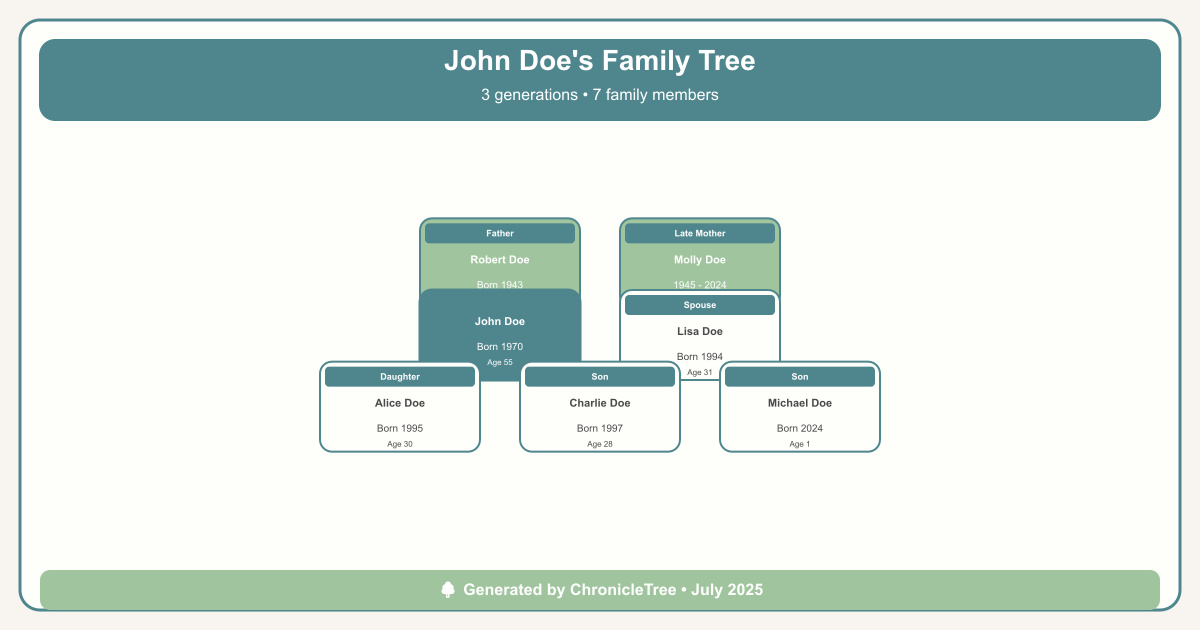 John Doe's Family Tree
3 generations • 7 family members
Father
Robert Doe
Born 1943
Late Mother
Molly Doe
1945 - 2024
John Doe
Born 1970
Age 55
Spouse
Lisa Doe
Born 1994
Age 31
Daughter
Alice Doe
Born 1995
Age 30
Son
Charlie Doe
Born 1997
Age 28
Son
Michael Doe
Born 2024
Age 1
Generated by ChronicleTree • July 2025